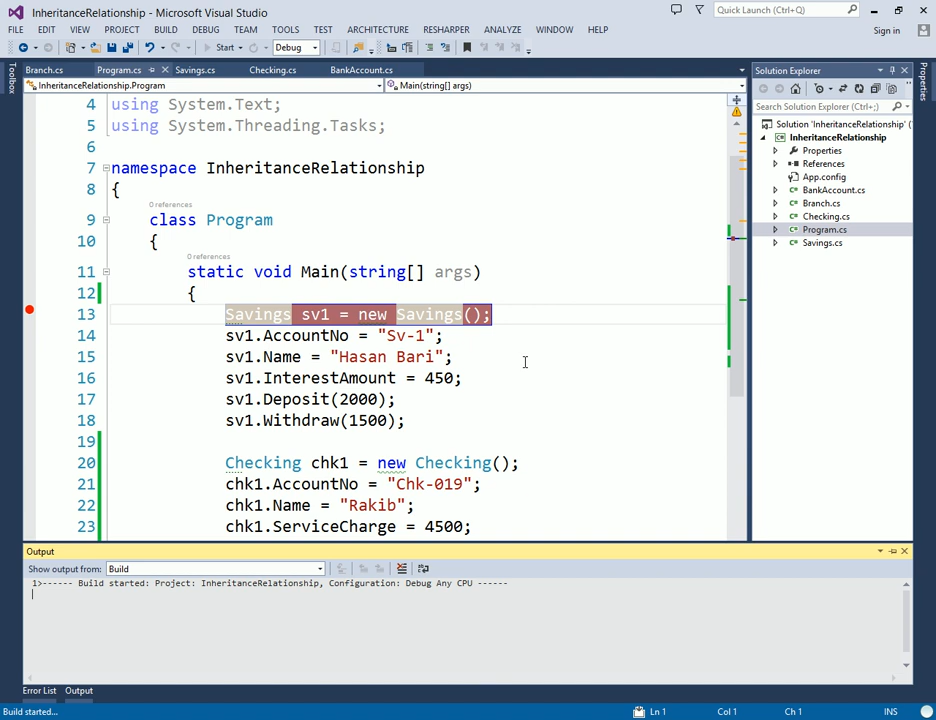 InheritanceRelationship - Microsoft Visual Studio
Quick Launch (Ctrl+Q)
FILE EDIT VIEW PROJECT BUILD DEBUG TEAM TOOLS TEST ARCHITECTURE RESHARPER ANALYZE WINDOW HELP
Sign in
Start Debug
Toolbox
Branch.cs Program.cs Savings.cs Checking.cs BankAccount.cs
InheritanceRelationship.Program Main(string[] args)
4 using System.Text;
5 using System.Threading.Tasks;
6
7 namespace InheritanceRelationship
8 {
0 references
9 class Program
10 {
0 references
11 static void Main(string[] args)
12 {
13 Savings sv1 = new Savings();
14 sv1.AccountNo = "Sv-1";
15 sv1.Name = "Hasan Bari";
16 sv1.InterestAmount = 450;
17 sv1.Deposit(2000);
18 sv1.Withdraw(1500);
19
20 Checking chk1 = new Checking();
21 chk1.AccountNo = "Chk-019";
22 chk1.Name = "Rakib";
23 chk1.ServiceCharge = 4500;
Solution Explorer
Search Solution Explorer (Ctrl+;)
Solution 'InheritanceRelationship' (
InheritanceRelationship
Properties
References
App.config
BankAccount.cs
Branch.cs
Checking.cs
Program.cs
Savings.cs
Properties
Output
Show output from: Build
1>------ Build started: Project: InheritanceRelationship, Configuration: Debug Any CPU ------
Error List Output
Build started... Ln 1 Col 1 Ch 1 INS